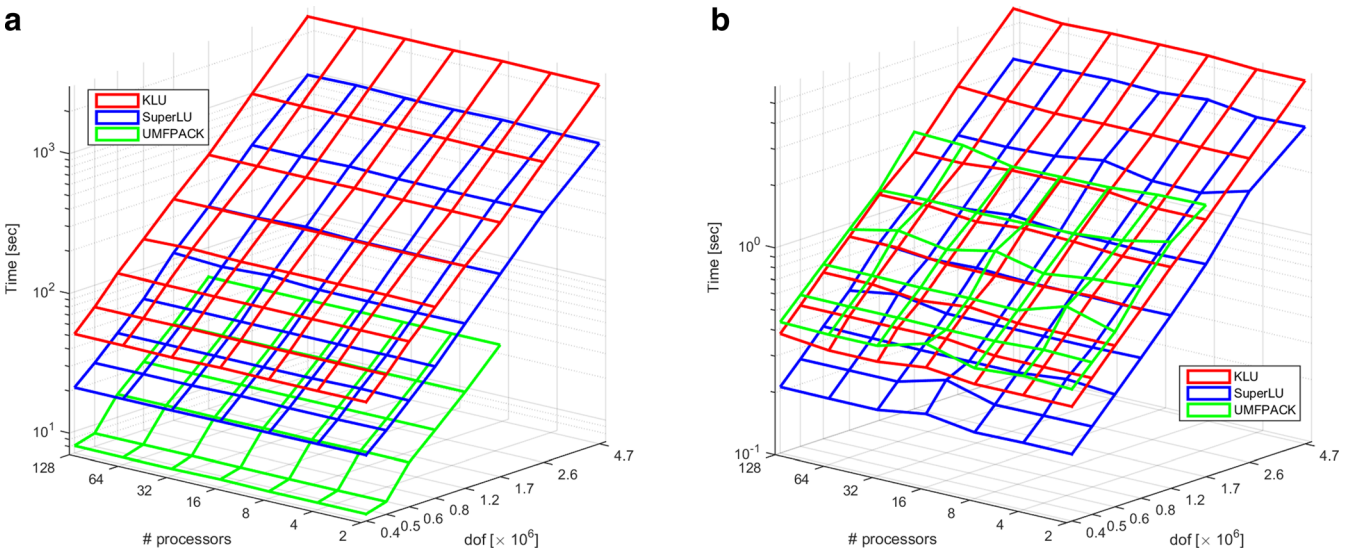 a
KLU
SuperLU
UMFPACK
Time [sec]
10³
10²
10¹
128
64
32
16
8
4
2
# processors
0.4
0.5
0.6
0.8
1.2
1.7
2.6
4.7
dof [× 10⁶]
b
KLU
SuperLU
UMFPACK
Time [sec]
10⁰
10⁻¹
128
64
32
16
8
4
2
# processors
0.4
0.5
0.6
0.8
1.2
1.7
2.6
4.7
dof [× 10⁶]